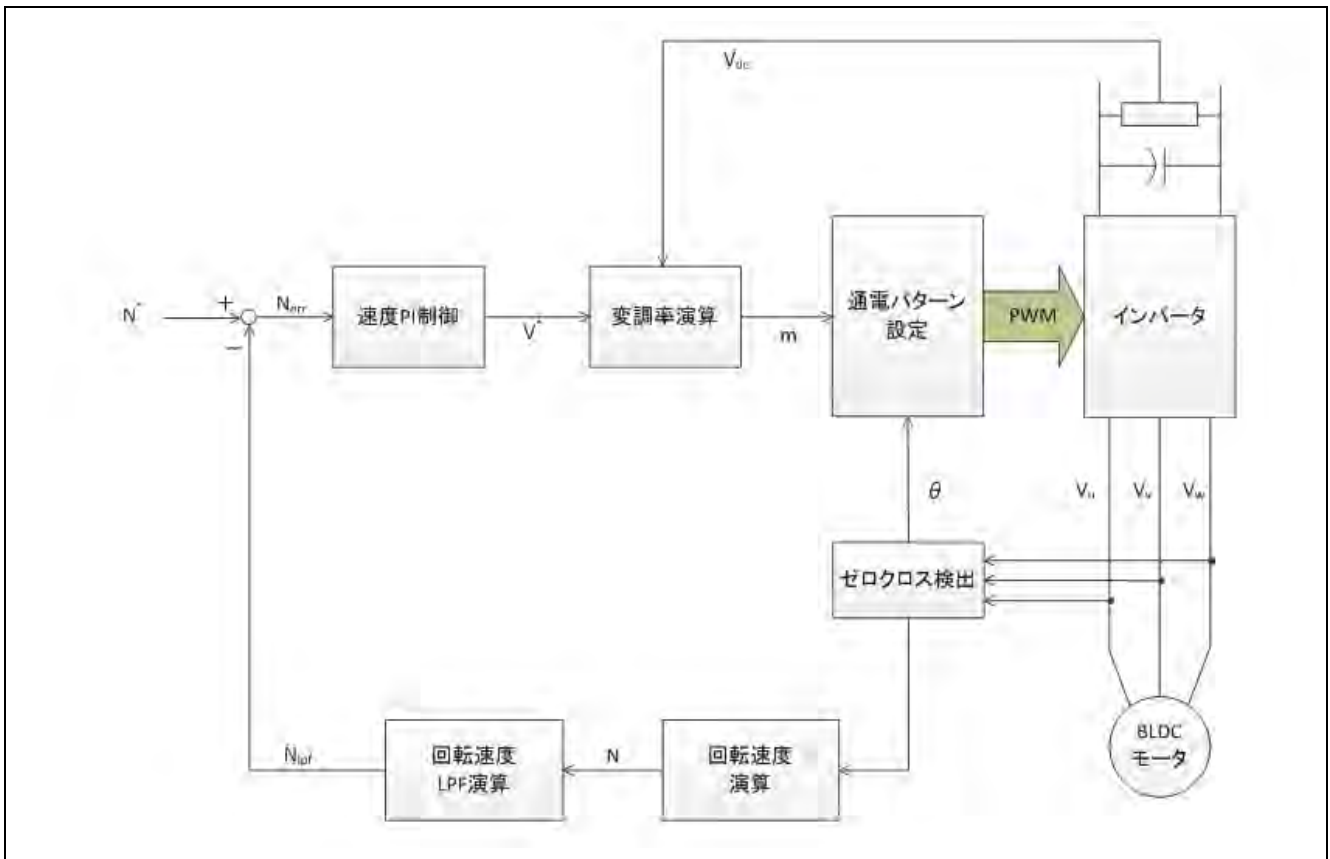 Vdc
N*
+
−
Nerr
速度PI制御
V*
変調率演算
m
通電パターン
設定
PWM
インバータ
θ
Vu
Vv
Vw
ゼロクロス検出
BLDC
モータ
回転速度
演算
N
回転速度
LPF演算
Nlpf